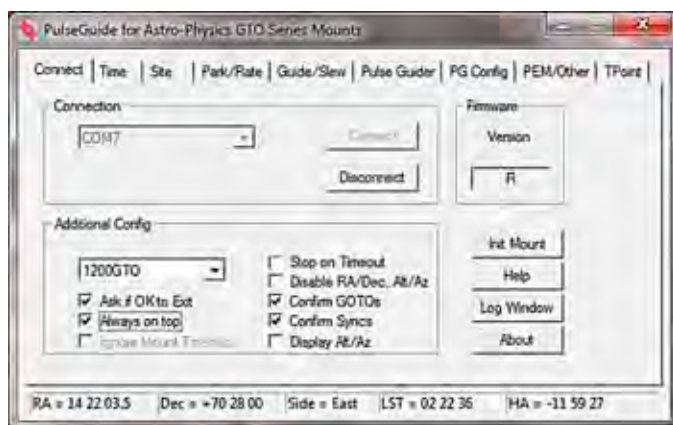 PulseGuide for Astro-Physics GTO Series Mounts
Connect | Time | Site | Park/Rate | Guide/Slew | Pulse Guider | PG Config | PEM/Other | TPoint
Connection
COM7
Connect
Disconnect
Firmware
Version
R
Additional Config
1200GTO
Ask if OK to Exit
Always on top
Ignore Mount
Stop on Timeout
Disable RA/Dec, Alt/Az
Confirm GOTOs
Confirm Syncs
Display Alt/Az
Init Mount
Help
Log Window
About
RA = 14 22 03.5 Dec = +70 28 00 Side = East LST = 02 22 36 HA = -11 59 27